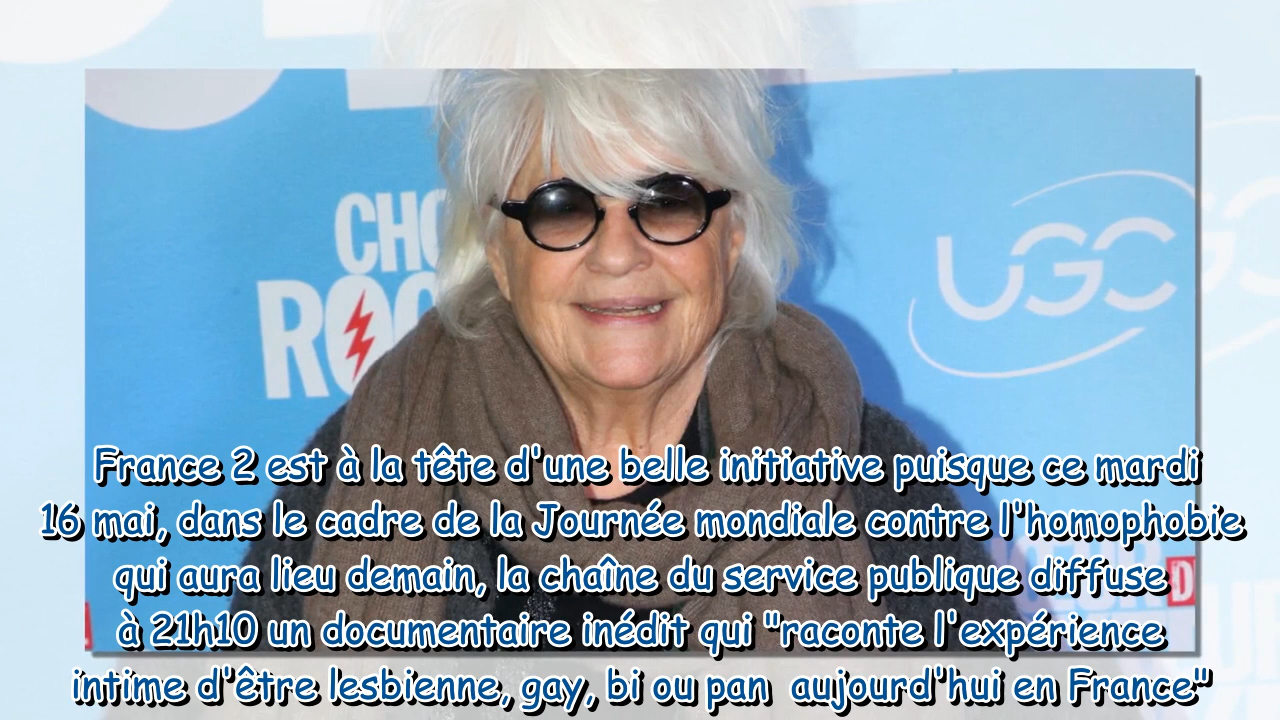 CHO
ROC
UGC
France 2 est à la tête d'une belle initiative puisque ce mardi
16 mai, dans le cadre de la Journée mondiale contre l'homophobie
qui aura lieu demain, la chaîne du service publique diffuse
à 21h10 un documentaire inédit qui "raconte l'expérience
intime d'être lesbienne, gay, bi ou pan aujourd'hui en France"